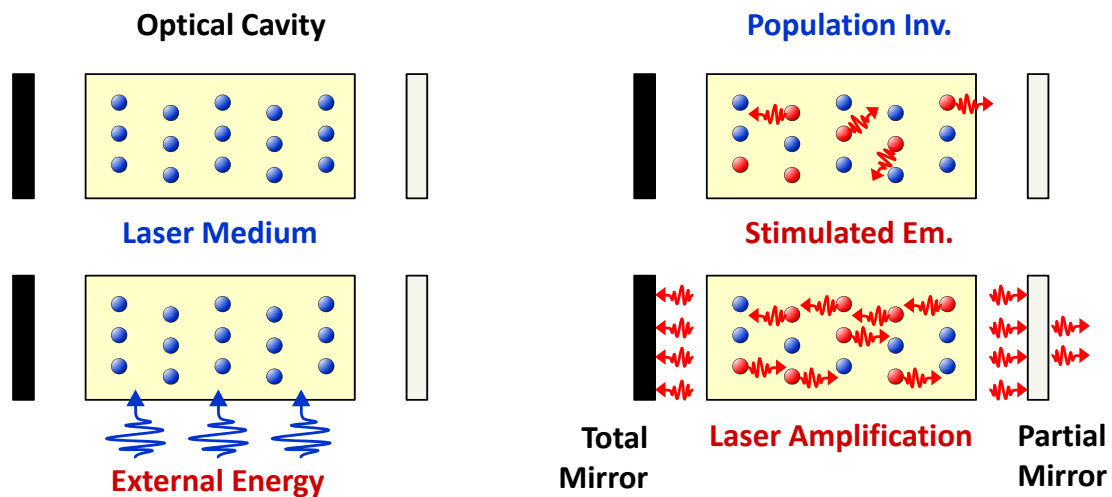 Optical Cavity
Population Inv.
Laser Medium
Stimulated Em.
External Energy
Total
Mirror
Laser Amplification
Partial
Mirror